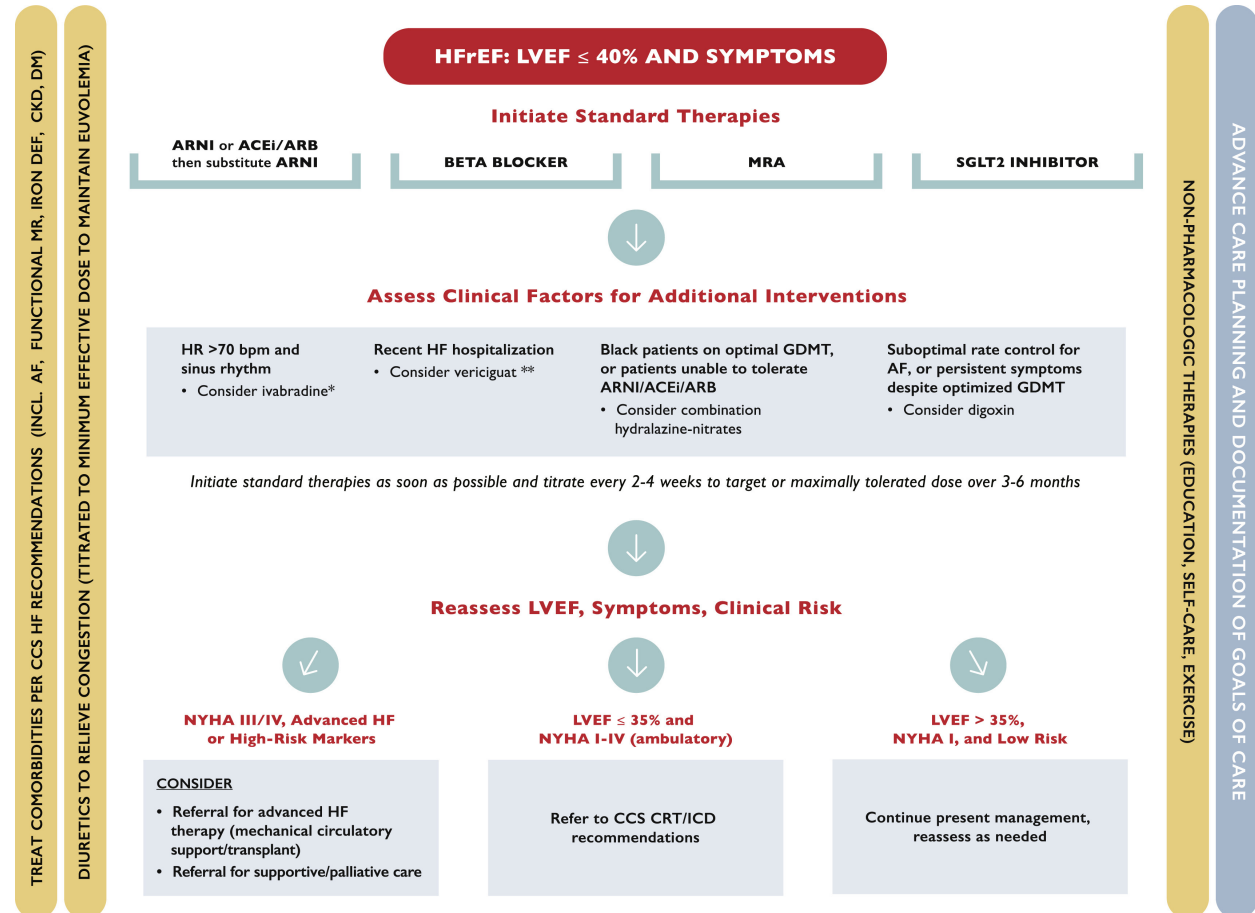 TREAT COMORBIDITIES PER CCS HF RECOMMENDATIONS (INCL. AF, FUNCTIONAL MR, IRON DEF, CKD, DM)
DIURETICS TO RELIEVE CONGESTION (TITRATED TO MINIMUM EFFECTIVE DOSE TO MAINTAIN EUVOLEMIA)
HFrEF: LVEF ≤ 40% AND SYMPTOMS
Initiate Standard Therapies
ARNI or ACEi/ARB
then substitute ARNI
BETA BLOCKER
MRA
SGLT2 INHIBITOR
Assess Clinical Factors for Additional Interventions
HR >70 bpm and
sinus rhythm
• Consider ivabradine*
Recent HF hospitalization
• Consider vericiguat **
Black patients on optimal GDMT,
or patients unable to tolerate
ARNI/ACEi/ARB
• Consider combination
hydralazine-nitrates
Suboptimal rate control for
AF, or persistent symptoms
despite optimized GDMT
• Consider digoxin
Initiate standard therapies as soon as possible and titrate every 2-4 weeks to target or maximally tolerated dose over 3-6 months
Reassess LVEF, Symptoms, Clinical Risk
NYHA III/IV, Advanced HF
or High-Risk Markers
CONSIDER
• Referral for advanced HF
therapy (mechanical circulatory
support/transplant)
• Referral for supportive/palliative care
LVEF ≤ 35% and
NYHA I-IV (ambulatory)
Refer to CCS CRT/ICD
recommendations
LVEF > 35%,
NYHA I, and Low Risk
Continue present management,
reassess as needed
NON-PHARMACOLOGIC THERAPIES (EDUCATION, SELF-CARE, EXERCISE)
ADVANCE CARE PLANNING AND DOCUMENTATION OF GOALS OF CARE